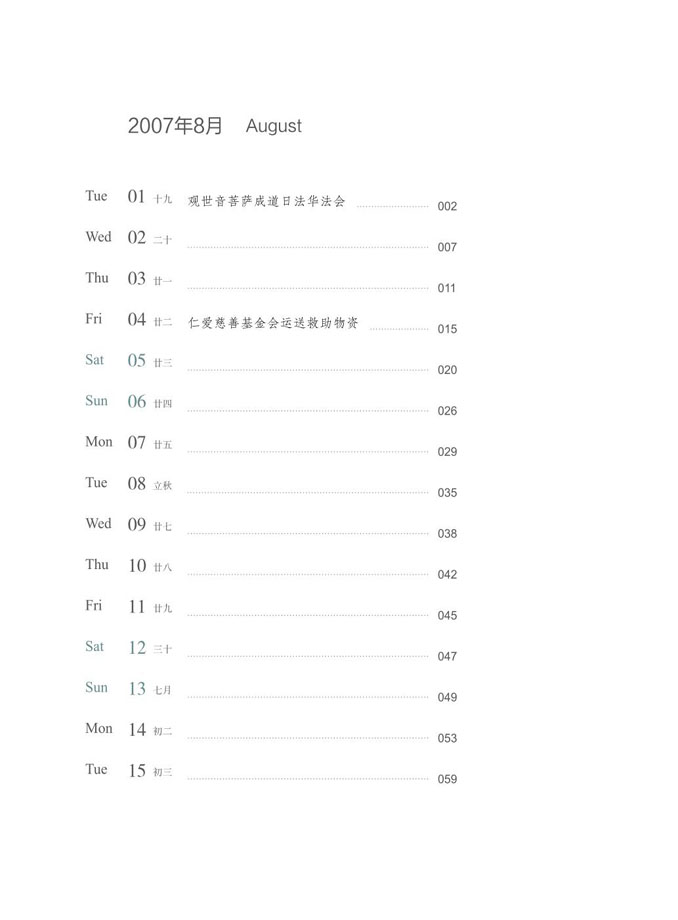 2007年8月 August
Tue 01 十九 观世音菩萨成道日法华法会 002
Wed 02 二十 007
Thu 03 廿一 011
Fri 04 廿二 仁爱慈善基金会运送救助物资 015
Sat 05 廿三 020
Sun 06 廿四 026
Mon 07 廿五 029
Tue 08 立秋 035
Wed 09 廿七 038
Thu 10 廿八 042
Fri 11 廿九 045
Sat 12 三十 047
Sun 13 七月 049
Mon 14 初二 053
Tue 15 初三 059